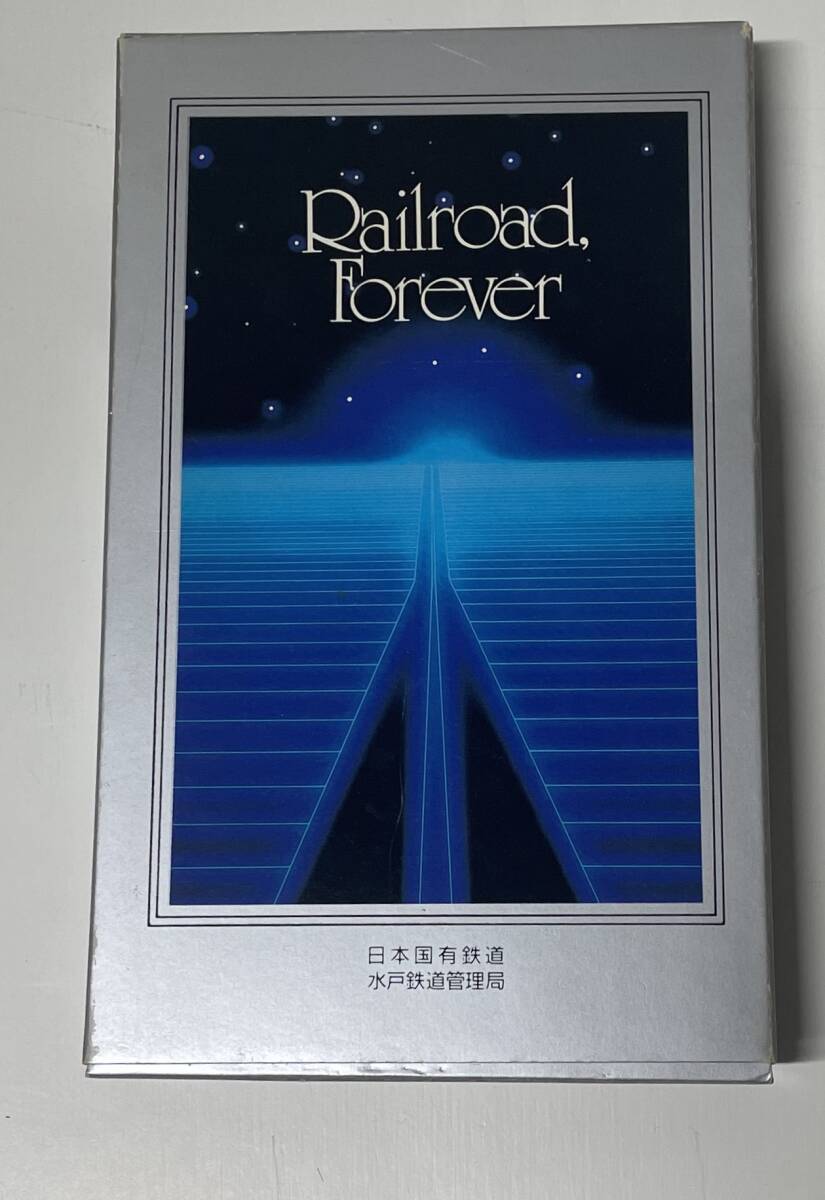 Railroad,
Forever
日本国有鉄道
水戸鉄道管理局